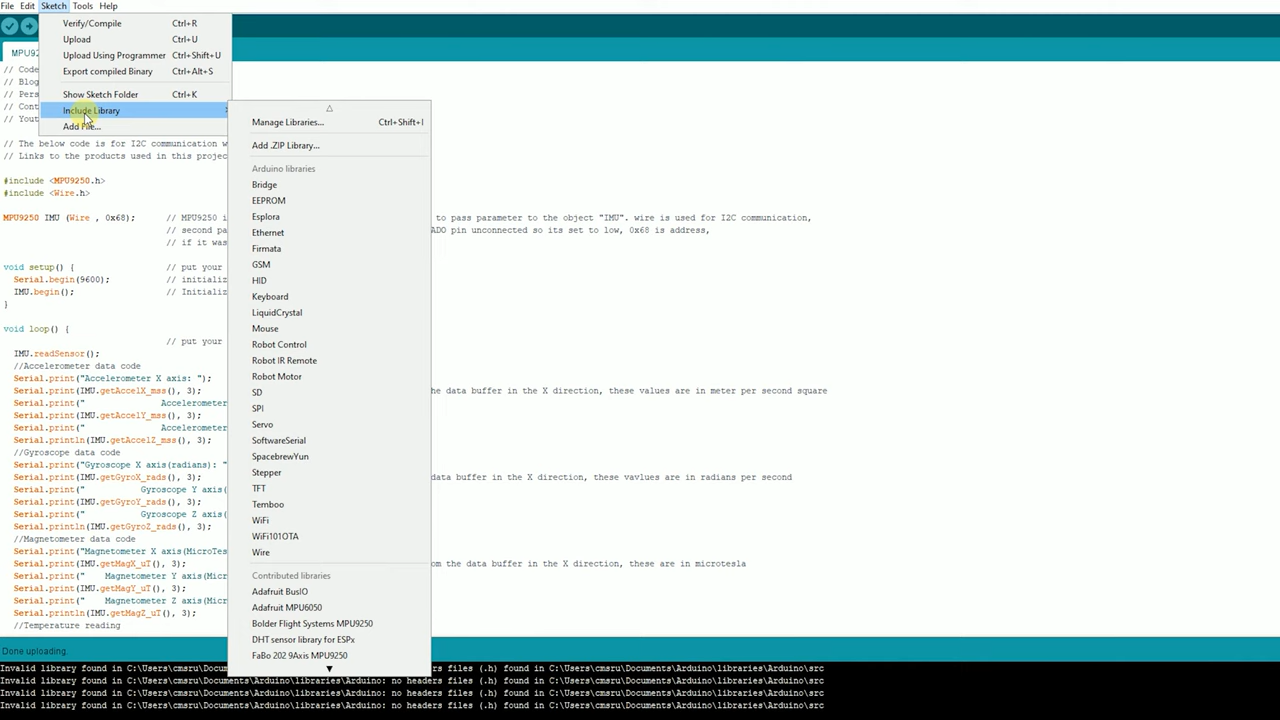 File Edit Sketch Tools Help
Verify/Compile Ctrl+R
Upload Ctrl+U
Upload Using Programmer Ctrl+Shift+U
Export compiled Binary Ctrl+Alt+S
Show Sketch Folder Ctrl+K
Include Library
Add File...
Manage Libraries... Ctrl+Shift+I
Add .ZIP Library...
Arduino libraries
Bridge
EEPROM
Esplora
Ethernet
Firmata
GSM
HID
Keyboard
LiquidCrystal
Mouse
Robot Control
Robot IR Remote
Robot Motor
SD
SPI
Servo
SoftwareSerial
SpacebrewYun
Stepper
TFT
Temboo
WiFi
WiFi101OTA
Wire
Contributed libraries
Adafruit BusIO
Adafruit MPU6050
Bolder Flight Systems MPU9250
DHT sensor library for ESPx
FaBo 202 9Axis MPU9250
MPU92
// Code
// Blog
// Pers
// Cont
// Yout
// The below code is for I2C communication w
// Links to the products used in this projec
#include <MPU9250.h>
#include <Wire.h>
MPU9250 IMU (Wire , 0x68); // MPU9250 i to pass parameter to the object "IMU". wire is used for I2C communication,
// second pa ADO pin unconnected so its set to low, 0x68 is address,
// if it was
void setup() { // put your
Serial.begin(9600); // initializ
IMU.begin(); // Initializ
}
void loop() {
// put your
IMU.readSensor();
//Accelerometer data code
Serial.print("Accelerometer X axis: ");
Serial.print(IMU.getAccelX_mss(), 3); the data buffer in the X direction, these values are in meter per second square
Serial.print(" Accelerometer
Serial.print(IMU.getAccelY_mss(), 3);
Serial.print(" Accelerometer
Serial.println(IMU.getAccelZ_mss(), 3);
//Gyroscope data code
Serial.print("Gyroscope X axis(radians): "
Serial.print(IMU.getGyroX_rads(), 3); data buffer in the X direction, these vavlues are in radians per second
Serial.print(" Gyroscope Y axis(
Serial.print(IMU.getGyroY_rads(), 3);
Serial.print(" Gyroscope Z axis(
Serial.println(IMU.getGyroZ_rads(), 3);
//Magnetometer data code
Serial.print("Magnetometer X axis(MicroTes
Serial.print(IMU.getMagX_uT(), 3); om the data buffer in the X direction, these are in microtesla
Serial.print(" Magnetometer Y axis(Micr
Serial.print(IMU.getMagY_uT(), 3);
Serial.print(" Magnetometer Z axis(Micr
Serial.println(IMU.getMagZ_uT(), 3);
//Temperature reading
Done uploading.
Invalid library found in C:\Users\cmsru\Docu ments\Arduino\libraries\Arduino: no headers files (.h) found in C:\Users\cmsru\Documents\Arduino\libraries\Arduino\src
Invalid library found in C:\Users\cmsru\Documents\Arduino\libraries\Arduino: no headers files (.h) found in C:\Users\cmsru\Documents\Arduino\libraries\Arduino\src
Invalid library found in C:\Users\cmsru\Documents\Arduino\libraries\Arduino: no headers files (.h) found in C:\Users\cmsru\Documents\Arduino\libraries\Arduino\src
Invalid library found in C:\Users\cmsru\Documents\Arduino\libraries\Arduino: no headers files (.h) found in C:\Users\cmsru\Documents\Arduino\libraries\Arduino\src